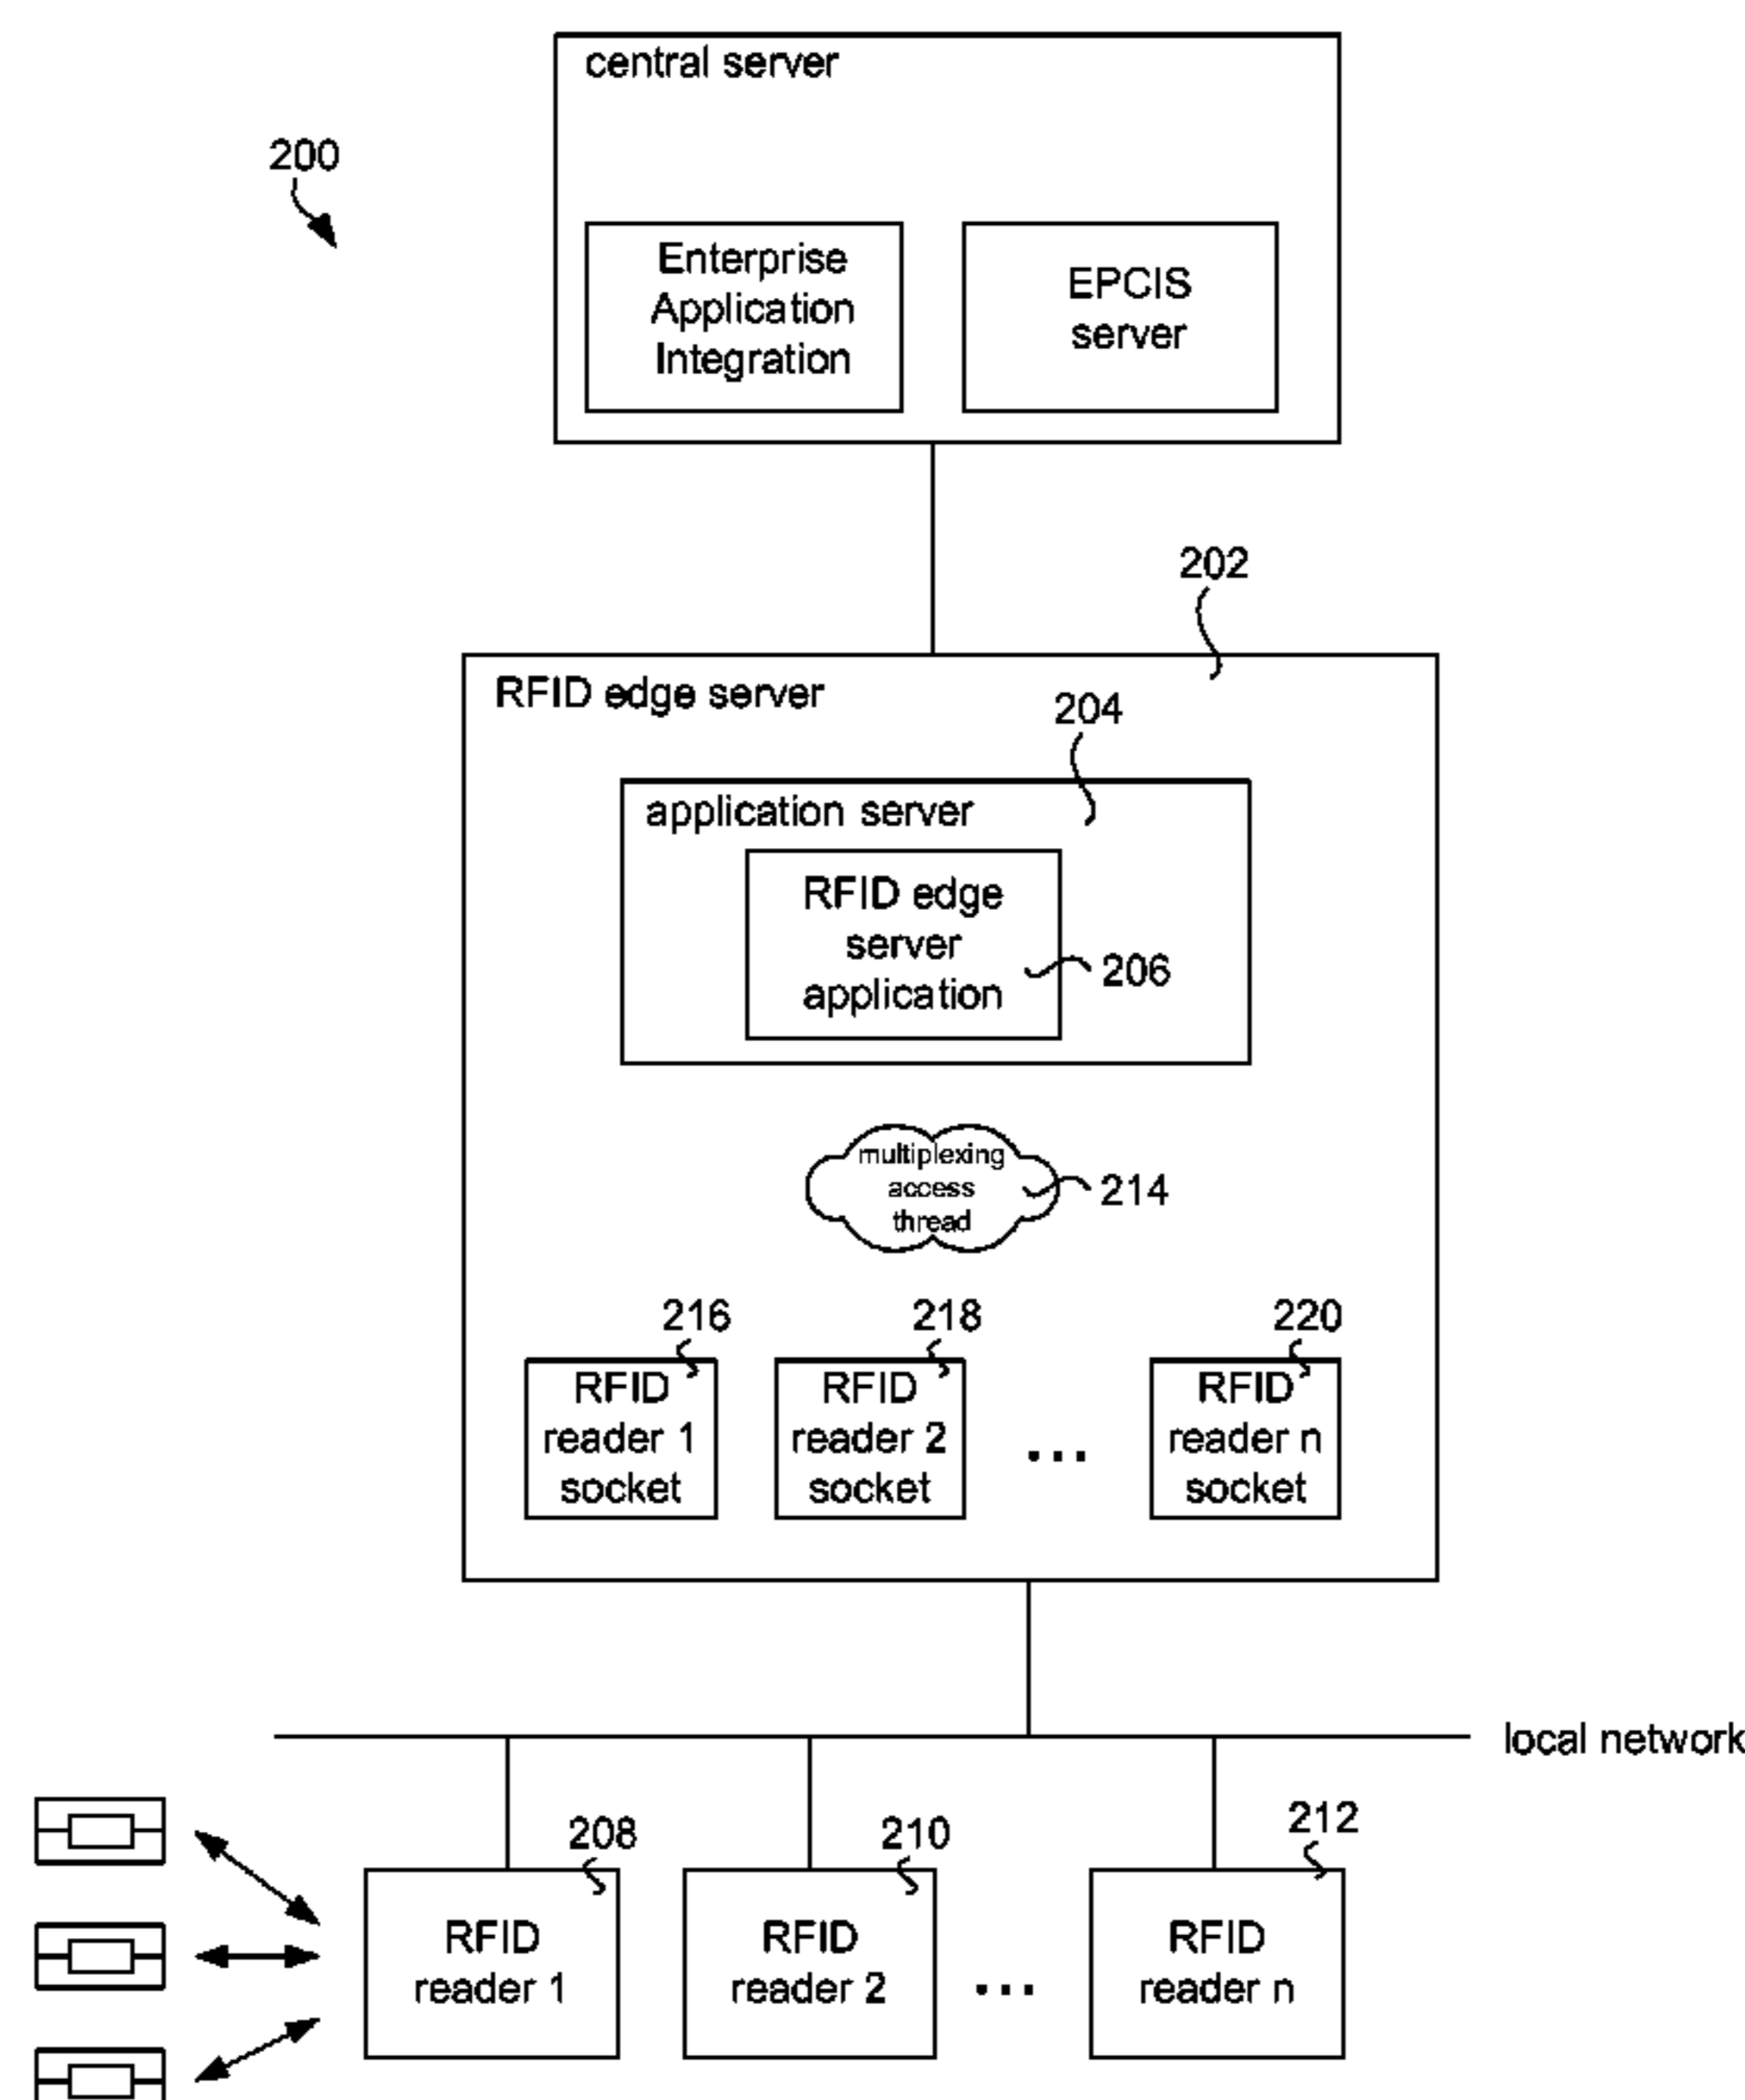 central server
200
Enterprise
Application
Integration
EPCIS
server
202
RFID edge server
204
application server
RFID edge
server
application
206
multiplexing
access
thread
214
216
218
220
RFID
reader 1
socket
RFID
reader 2
socket
...
RFID
reader n
socket
local network
208
210
212
RFID
reader 1
RFID
reader 2
...
RFID
reader n